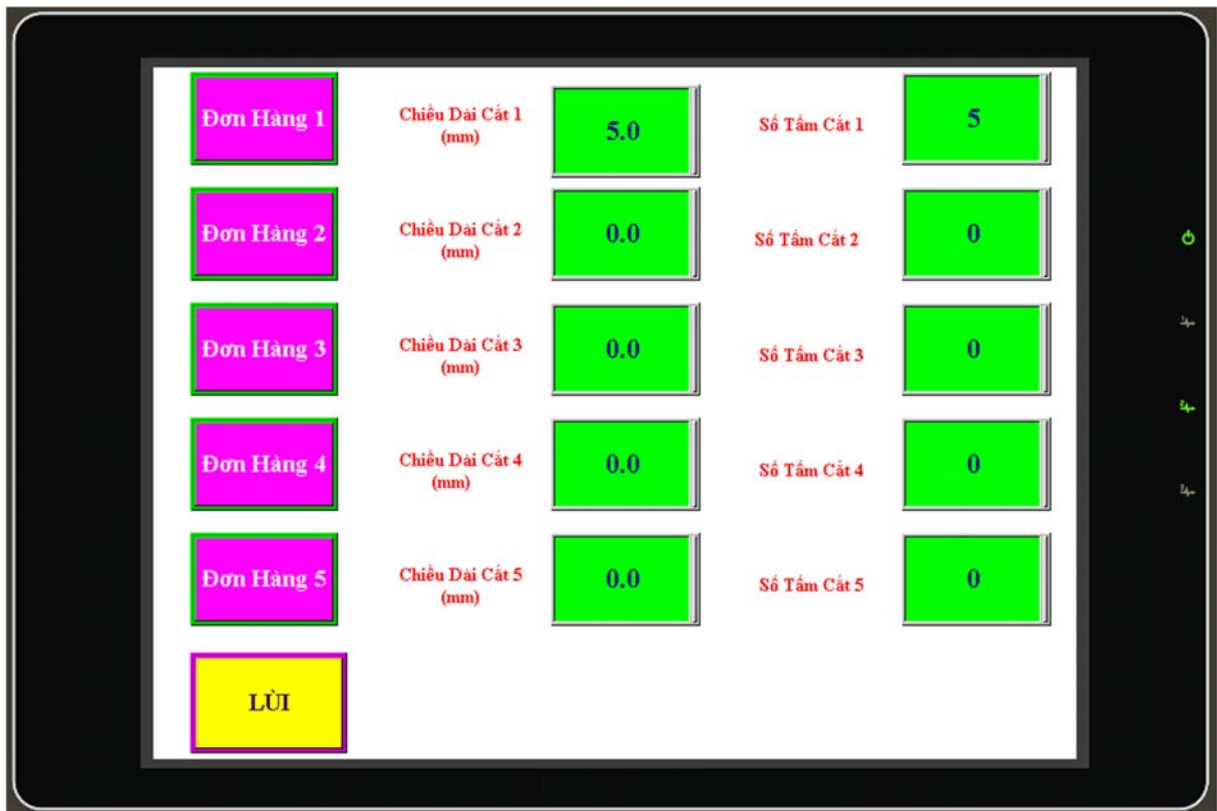 Đơn Hàng 1
Chiều Dài Cắt 1
(mm)
5.0
Số Tấm Cắt 1
5
Đơn Hàng 2
Chiều Dài Cắt 2
(mm)
0.0
Số Tấm Cắt 2
0
Đơn Hàng 3
Chiều Dài Cắt 3
(mm)
0.0
Số Tấm Cắt 3
0
Đơn Hàng 4
Chiều Dài Cắt 4
(mm)
0.0
Số Tấm Cắt 4
0
Đơn Hàng 5
Chiều Dài Cắt 5
(mm)
0.0
Số Tấm Cắt 5
0
LÙI